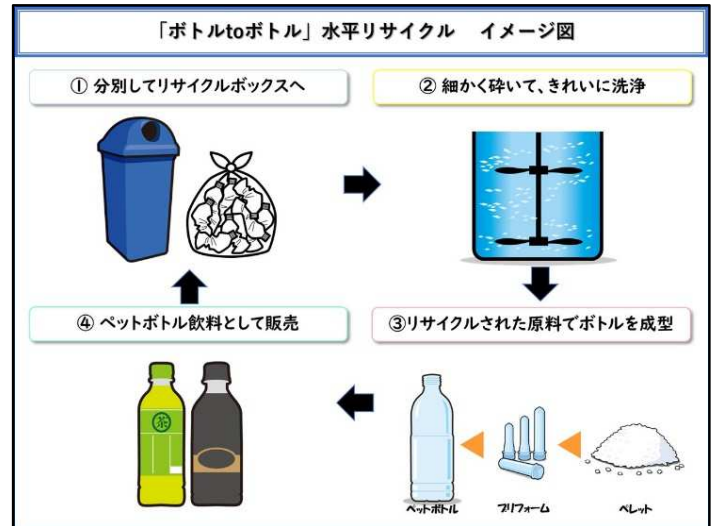 「ボトルtoボトル」水平リサイクル　イメージ図
① 分別してリサイクルボックスへ
② 細かく砕いて、きれいに洗浄
④ ペットボトル飲料として販売
③リサイクルされた原料でボトルを成型
茶
ペットボトル
プリフォーム
ペレット